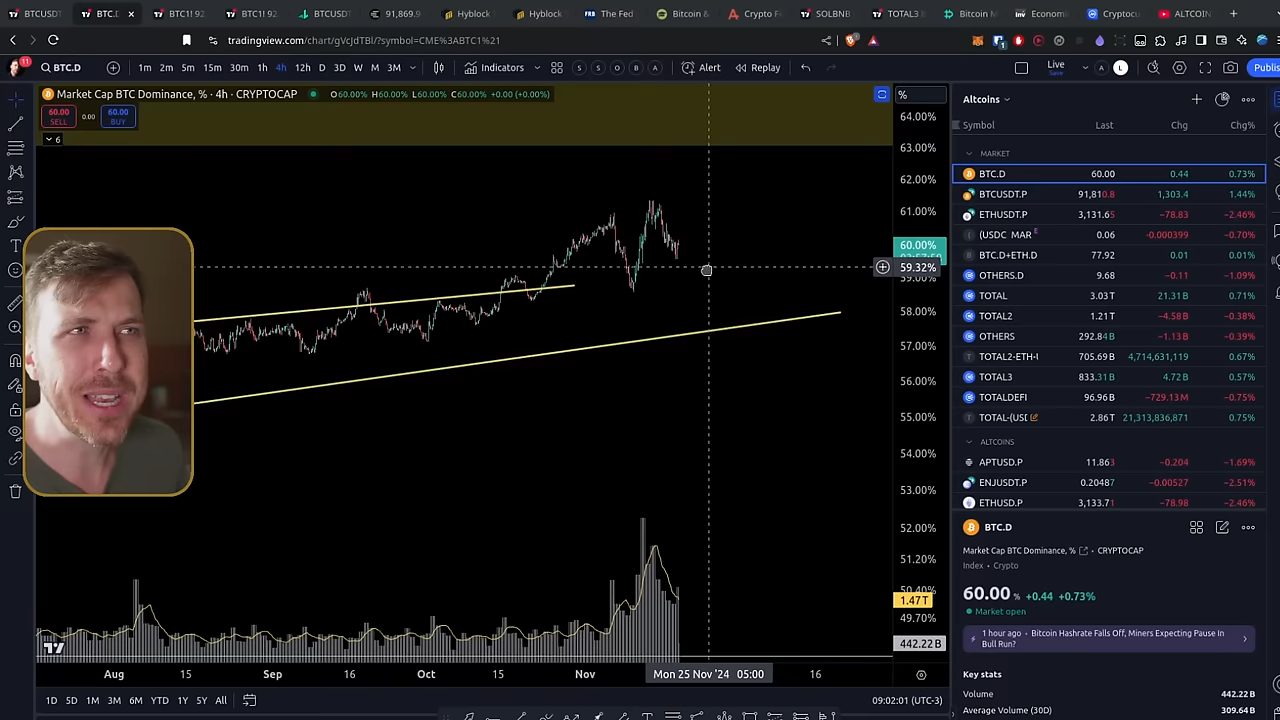 BTCUSDT
BTC.D
BTC1! 92
BTC1! 92
BTCUSDT
91,869.9
Hyblock
Hyblock
The Fed
Bitcoin &
Crypto Fe
SOLBNB
TOTAL3
Bitcoin M
Economi
Cryptocu
ALTCOIN
tradingview.com/chart/gVcJdTBI/?symbol=CME%3ABTC1%21
11
BTC.D
1m 2m 5m 15m 30m 1h 4h 12h D 3D W M 3M
Indicators
S S O B A
Alert
Replay
Live
Save
A L
Publis
Market Cap BTC Dominance, % · 4h · CRYPTOCAP
O60.00% H60.00% L60.00% C60.00% +0.00 (+0.00%)
60.00
SELL
0.00
60.00
BUY
6
%
64.00%
63.00%
62.00%
61.00%
60.00%
59.32%
59.00%
58.00%
57.00%
56.00%
55.00%
54.00%
53.00%
52.00%
51.20%
50.40%
1.47T
49.70%
442.22B
Aug 15 Sep 16 Oct 15 Nov Mon 25 Nov '24 05:00 16
1D 5D 1M 3M 6M YTD 1Y 5Y All
09:02:01 (UTC-3)
Altcoins
Symbol Last Chg Chg%
MARKET
BTC.D 60.00 0.44 0.73%
BTCUSDT.P 91,810.8 1,303.4 1.44%
ETHUSDT.P 3,131.65 −78.83 −2.46%
(USDC MAR E 0.06 −0.000399 −0.70%
BTC.D+ETH.D 77.92 0.01 0.01%
OTHERS.D 9.68 −0.11 −1.09%
TOTAL 3.03T 21.31B 0.71%
TOTAL2 1.21T −4.58B −0.38%
OTHERS 292.84B −1.13B −0.39%
TOTAL2-ETH-I 705.69B 4,714,631,119 0.67%
TOTAL3 833.31B 4.72B 0.57%
TOTALDEFI 96.96B −729.13M −0.75%
TOTAL-(USI 2.86T 21,313,836,871 0.75%
ALTCOINS
APTUSD.P 11.863 −0.204 −1.69%
ENJUSDT.P 0.20487 −0.00527 −2.51%
ETHUSD.P 3,133.71 −78.98 −2.46%
BTC.D
Market Cap BTC Dominance, % • CRYPTOCAP
Index • Crypto
60.00 % +0.44 +0.73%
Market open
1 hour ago • Bitcoin Hashrate Falls Off, Miners Expecting Pause In
Bull Run?
Key stats
Volume 442.22B
Average Volume (30D) 309.64B